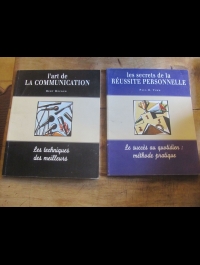 l'art de
LA COMMUNICATION
Les techniques
des meilleurs
les secrets de la
RÉUSSITE PERSONNELLE
Le succès au quotidien :
méthode pratique